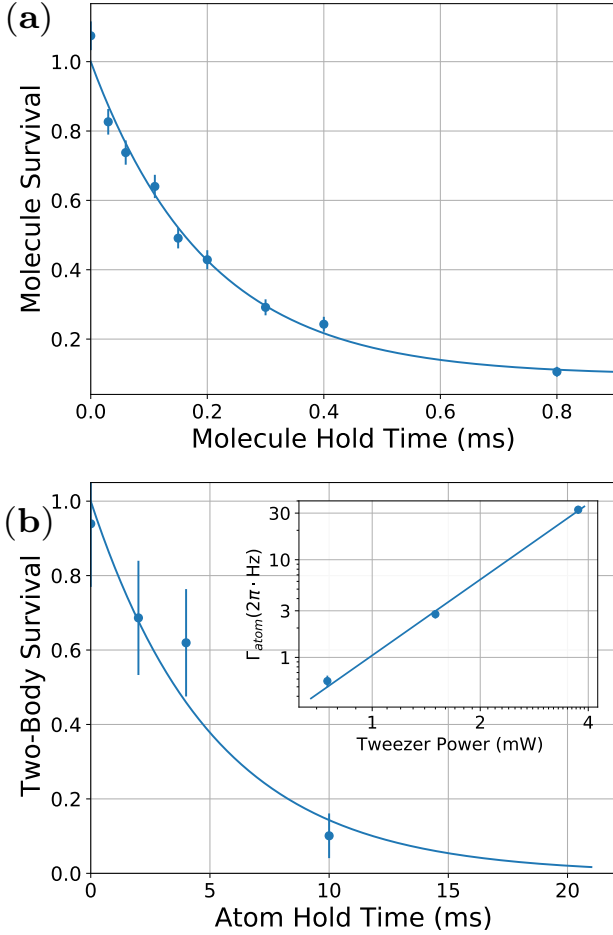 (a)
Molecule Survival
1.0
0.8
0.6
0.4
0.2
0.0 0.2 0.4 0.6 0.8
Molecule Hold Time (ms)
(b)
Two-Body Survival
1.0
0.8
0.6
0.4
0.2
0.0
0 5 10 15 20
Atom Hold Time (ms)
Γatom(2π· Hz)
30
10
3
1
1 2 4
Tweezer Power (mW)